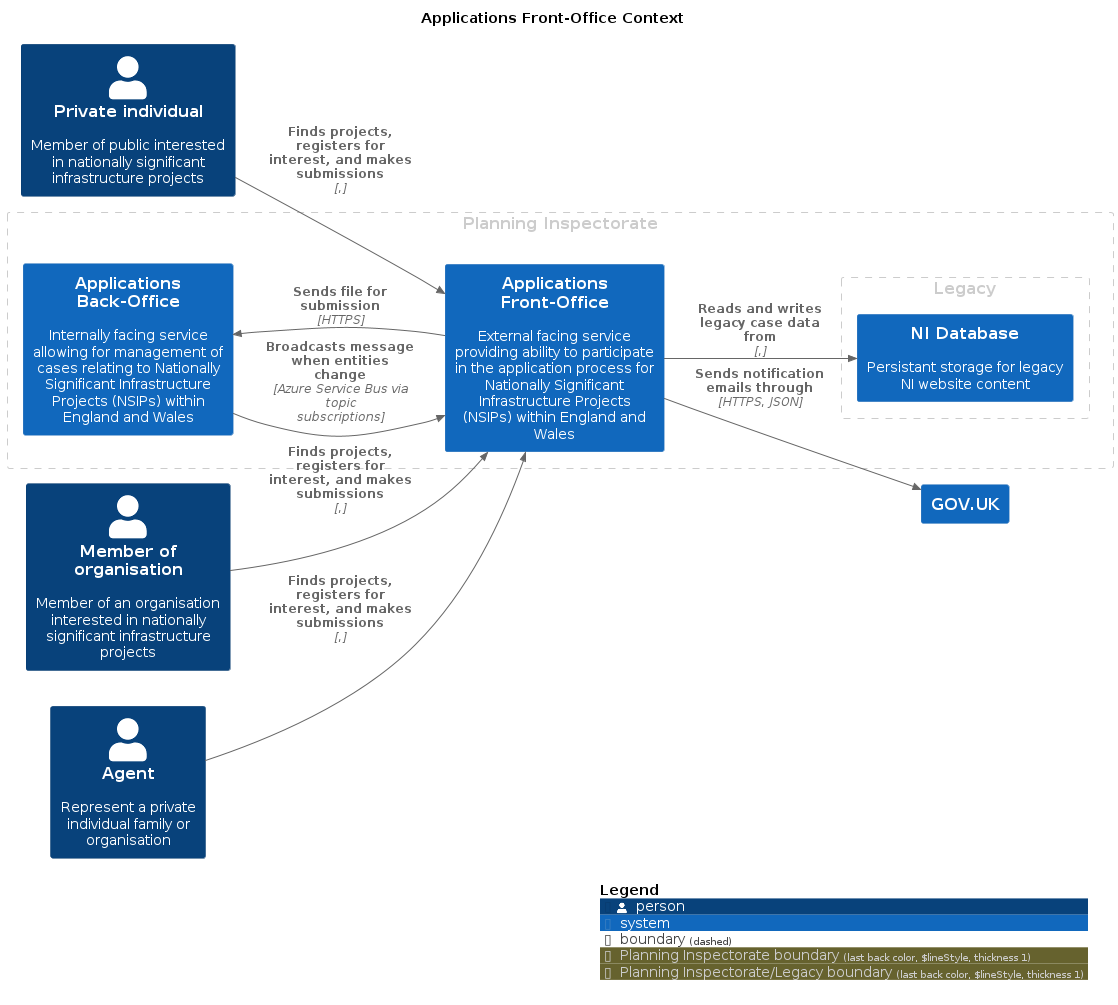 Applications Front-Office Context
Private individual
Member of public interested
in nationally significant
infrastructure projects
Finds projects,
registers for
interest, and makes
submissions
[,]
Planning Inspectorate
Applications
Back-Office
Internally facing service
allowing for management of
cases relating to Nationally
Significant Infrastructure
Projects (NSIPs) within
England and Wales
Sends file for
submission
[HTTPS]
Broadcasts message
when entities
change
[Azure Service Bus via
topic
subscriptions]
Applications
Front-Office
External facing service
providing ability to participate
in the application process for
Nationally Significant
Infrastructure Projects
(NSIPs) within England and
Wales
Reads and writes
legacy case data
from
[,]
Sends notification
emails through
[HTTPS, JSON]
Legacy
NI Database
Persistant storage for legacy
NI website content
GOV.UK
Finds projects,
registers for
interest, and makes
submissions
[,]
Member of
organisation
Member of an organisation
interested in nationally
significant infrastructure
projects
Finds projects,
registers for
interest, and makes
submissions
[,]
Agent
Represent a private
individual family or
organisation
Legend
person
system
boundary (dashed)
Planning Inspectorate boundary (last back color, $lineStyle, thickness 1)
Planning Inspectorate/Legacy boundary (last back color, $lineStyle, thickness 1)